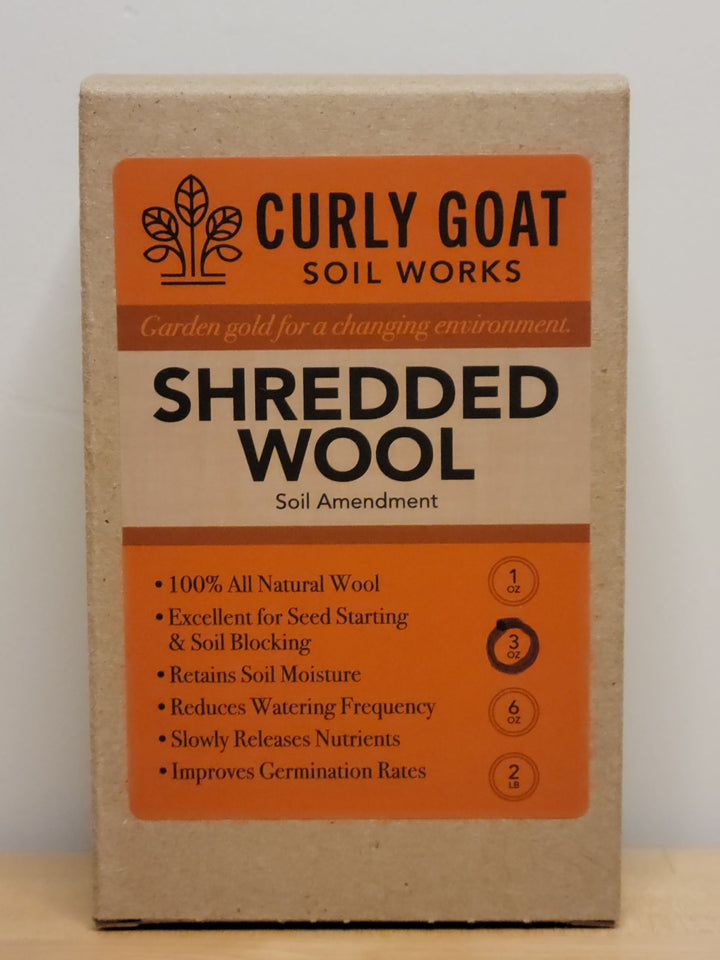 CURLY GOAT
SOIL WORKS
Garden gold for a changing environment.
SHREDDED
WOOL
Soil Amendment
• 100% All Natural Wool
• Excellent for Seed Starting
& Soil Blocking
• Retains Soil Moisture
• Reduces Watering Frequency
• Slowly Releases Nutrients
• Improves Germination Rates
1
OZ
3
OZ
6
OZ
2
LB